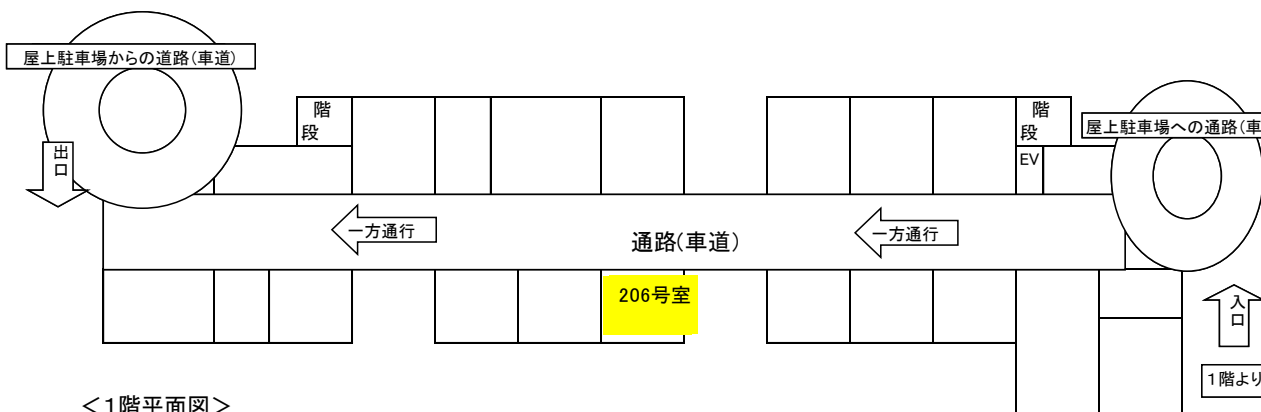 屋上駐車場からの道路(車道)
階
段
階
段
屋上駐車場への通路(車
出
口
EV
一方通行
一方通行
通路(車道)
206号室
入
口
1階より
<1階平面図>